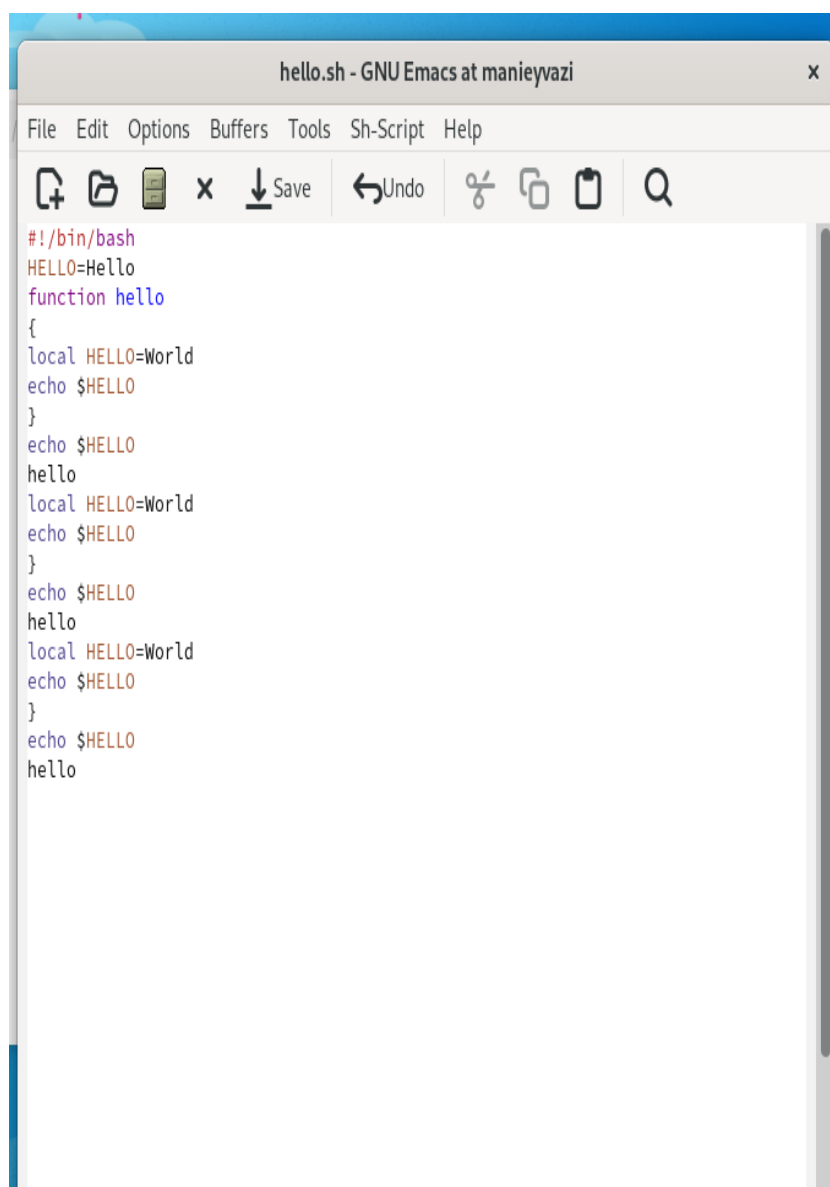 hello.sh - GNU Emacs at manieyvazi
x
File Edit Options Buffers Tools Sh-Script Help
Save Undo
#!/bin/bash
HELLO=Hello
function hello
{
local HELLO=World
echo $HELLO
}
echo $HELLO
hello
local HELLO=World
echo $HELLO
}
echo $HELLO
hello
local HELLO=World
echo $HELLO
}
echo $HELLO
hello